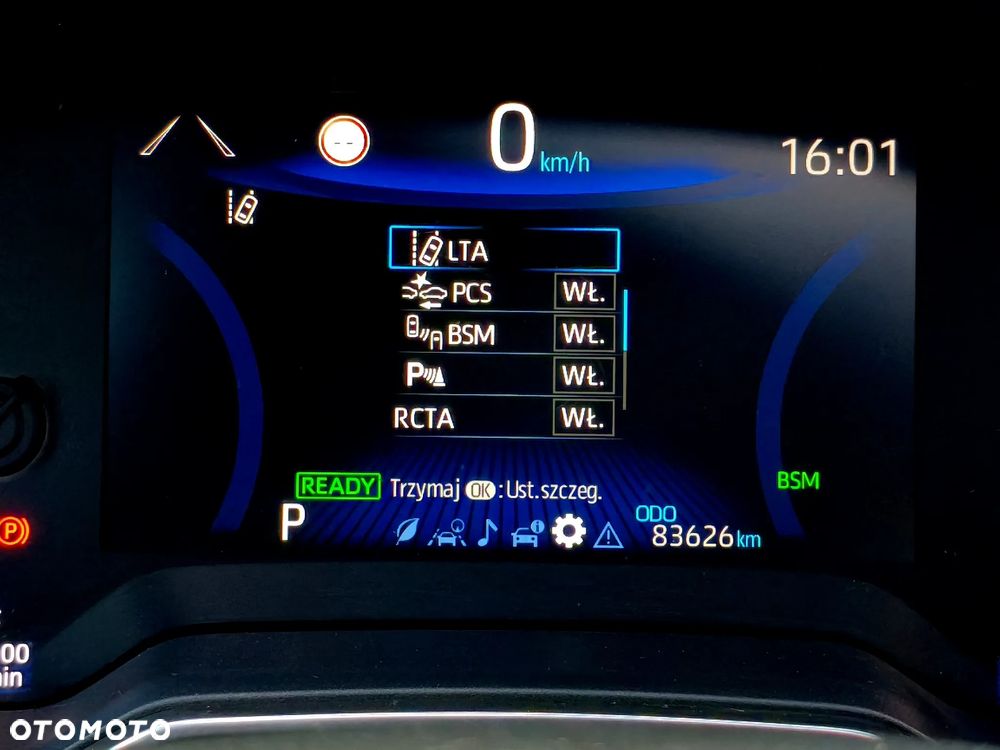 0 km/h
16:01
LTA
PCS WŁ.
BSM WŁ.
P WŁ.
RCTA WŁ.
BSM
READY Trzymaj OK : Ust. szczeg.
P
ODO
83626 km
P
00
OTOMOTO